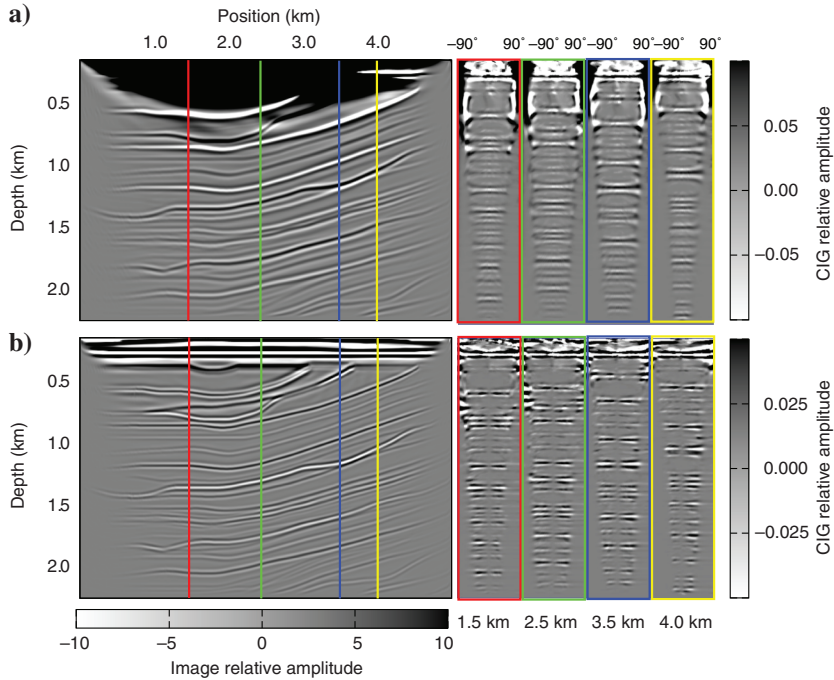 a)
Position (km)
1.0 2.0 3.0 4.0
−90° 90° −90° 90° −90° 90° −90° 90°
Depth (km)
0.5
1.0
1.5
2.0
0.05
0.00
−0.05
CIG relative amplitude
b)
Depth (km)
0.5
1.0
1.5
2.0
0.025
0.000
−0.025
CIG relative amplitude
1.5 km 2.5 km 3.5 km 4.0 km
−10 −5 0 5 10
Image relative amplitude